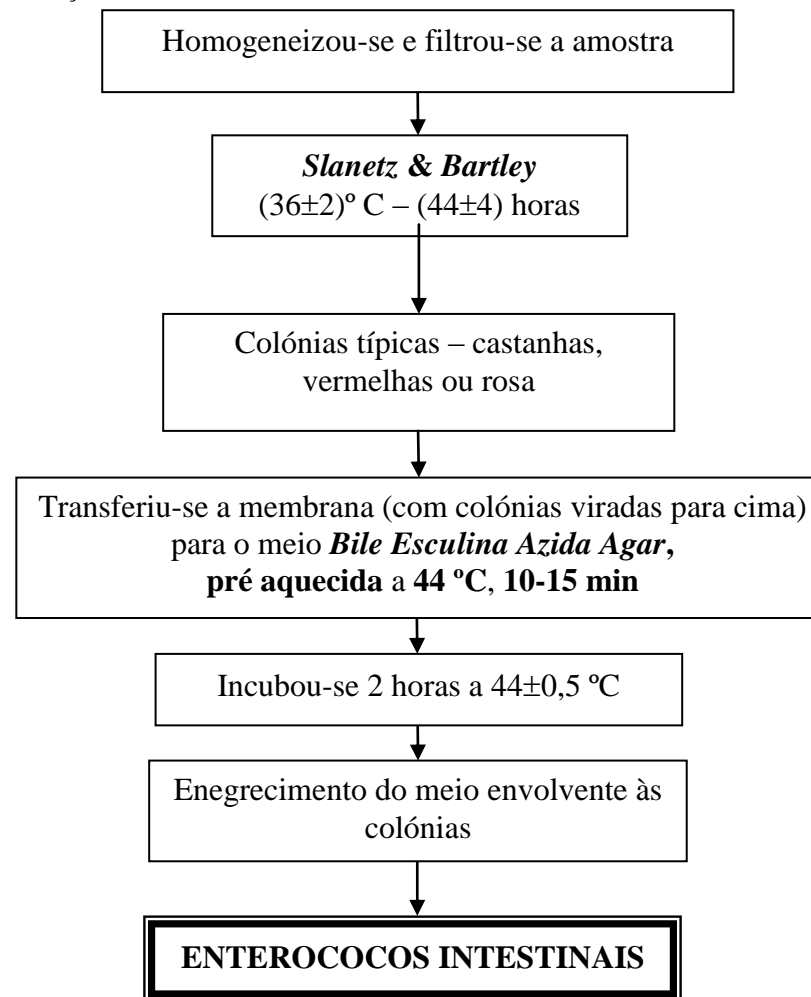 Homogeneizou-se e filtrou-se a amostra
Slanetz & Bartley
(36±2)º C – (44±4) horas
Colónias típicas – castanhas,
vermelhas ou rosa
Transferiu-se a membrana (com colónias viradas para cima)
para o meio Bile Esculina Azida Agar,
pré aquecida a 44 ºC, 10-15 min
Incubou-se 2 horas a 44±0,5 ºC
Enegrecimento do meio envolvente às
colónias
ENTEROCOCOS INTESTINAIS